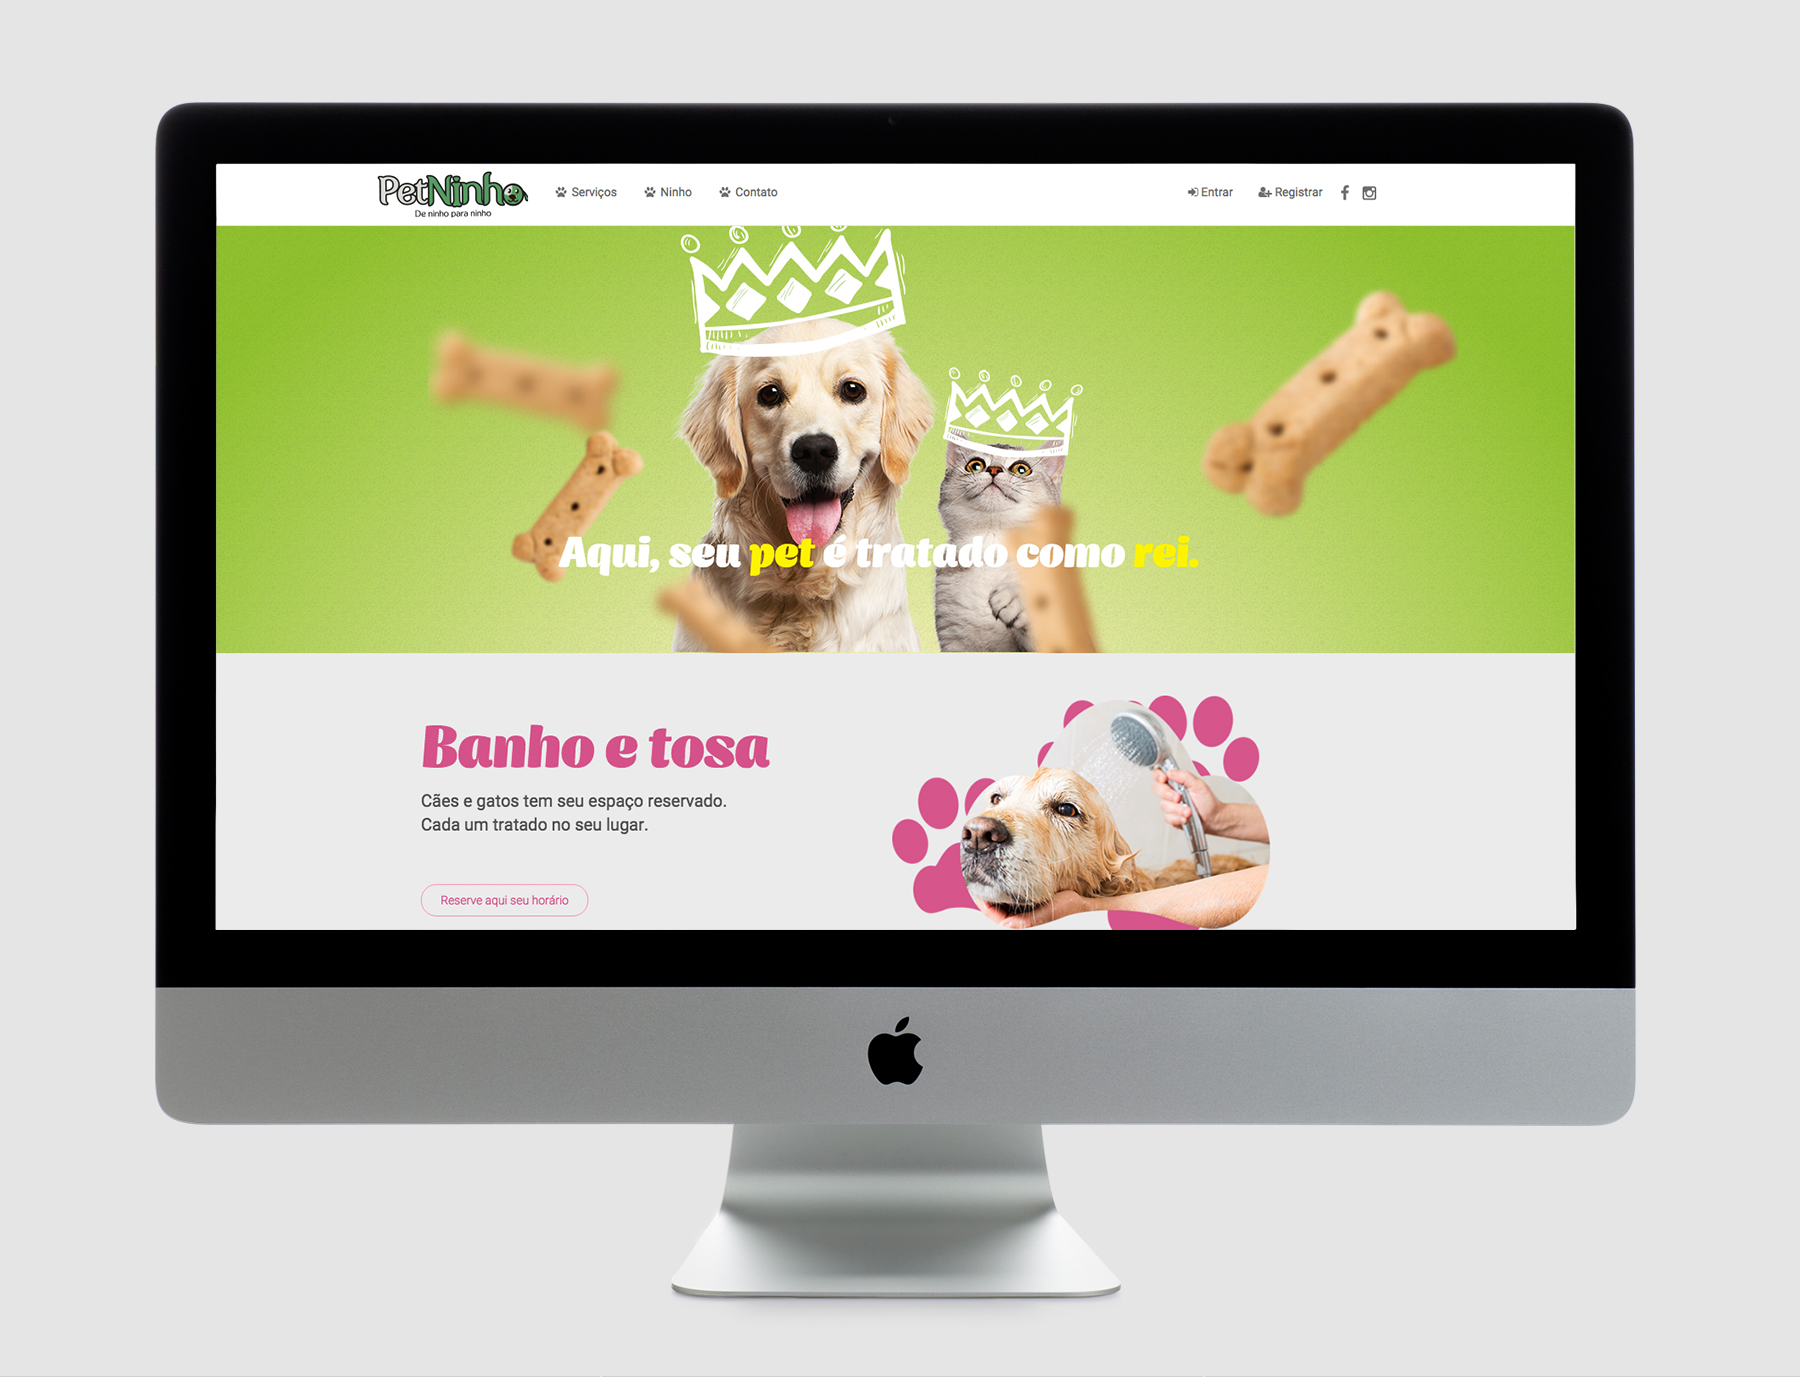 PetNinho
De ninho para ninho
Serviços
Ninho
Contato
Entrar
Registrar
Aqui, seu pet é tratado como rei.
Banho e tosa
Cães e gatos tem seu espaço reservado.
Cada um tratado no seu lugar.
Reserve aqui seu horário